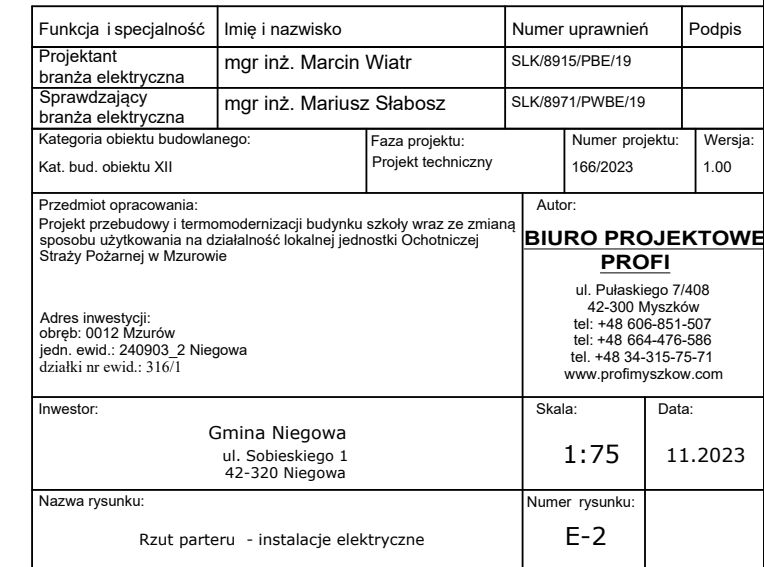 Funkcja i specjalność Imię i nazwisko Numer uprawnień Podpis
Projektant
branża elektryczna
mgr inż. Marcin Wiatr
SLK/8915/PBE/19
Sprawdzający
branża elektryczna
mgr inż. Mariusz Słabosz
SLK/8971/PWBE/19
Kategoria obiektu budowlanego:
Kat. bud. obiektu XII
Faza projektu:
Projekt techniczny
Numer projektu:
166/2023
Wersja:
1.00
Przedmiot opracowania:
Projekt przebudowy i termomodernizacji budynku szkoły wraz ze zmianą
sposobu użytkowania na działalność lokalnej jednostki Ochotniczej
Straży Pożarnej w Mzurowie
Adres inwestycji:
obręb: 0012 Mzurów
jedn. ewid.: 240903_2 Niegowa
działki nr ewid.: 316/1
Autor:
BIURO PROJEKTOWE
PROFI
ul. Pułaskiego 7/408
42-300 Myszków
tel: +48 606-851-507
tel: +48 664-476-586
tel. +48 34-315-75-71
www.profimyszkow.com
Inwestor:
Gmina Niegowa
ul. Sobieskiego 1
42-320 Niegowa
Skala:
1:75
Data:
11.2023
Nazwa rysunku:
Rzut parteru - instalacje elektryczne
Numer rysunku:
E-2